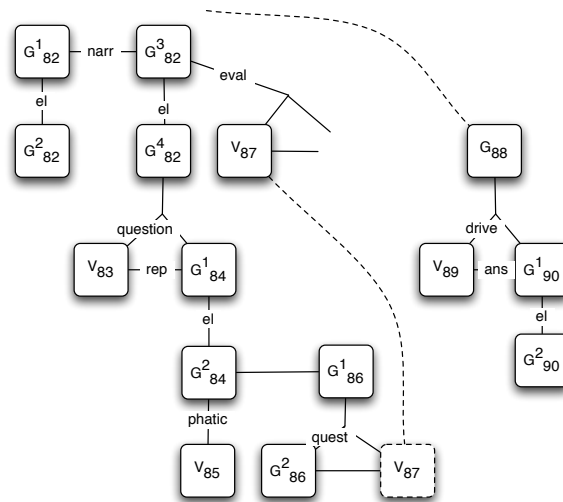 G¹₈₂ narr G³₈₂
eval
el el
G²₈₂ G⁴₈₂ V₈₇ G₈₈
question drive
V₈₃ rep G¹₈₄ V₈₉ ans G¹₉₀
el el
G²₈₄ G¹₈₆ G²₉₀
phatic quest
V₈₅ G²₈₆ V₈₇